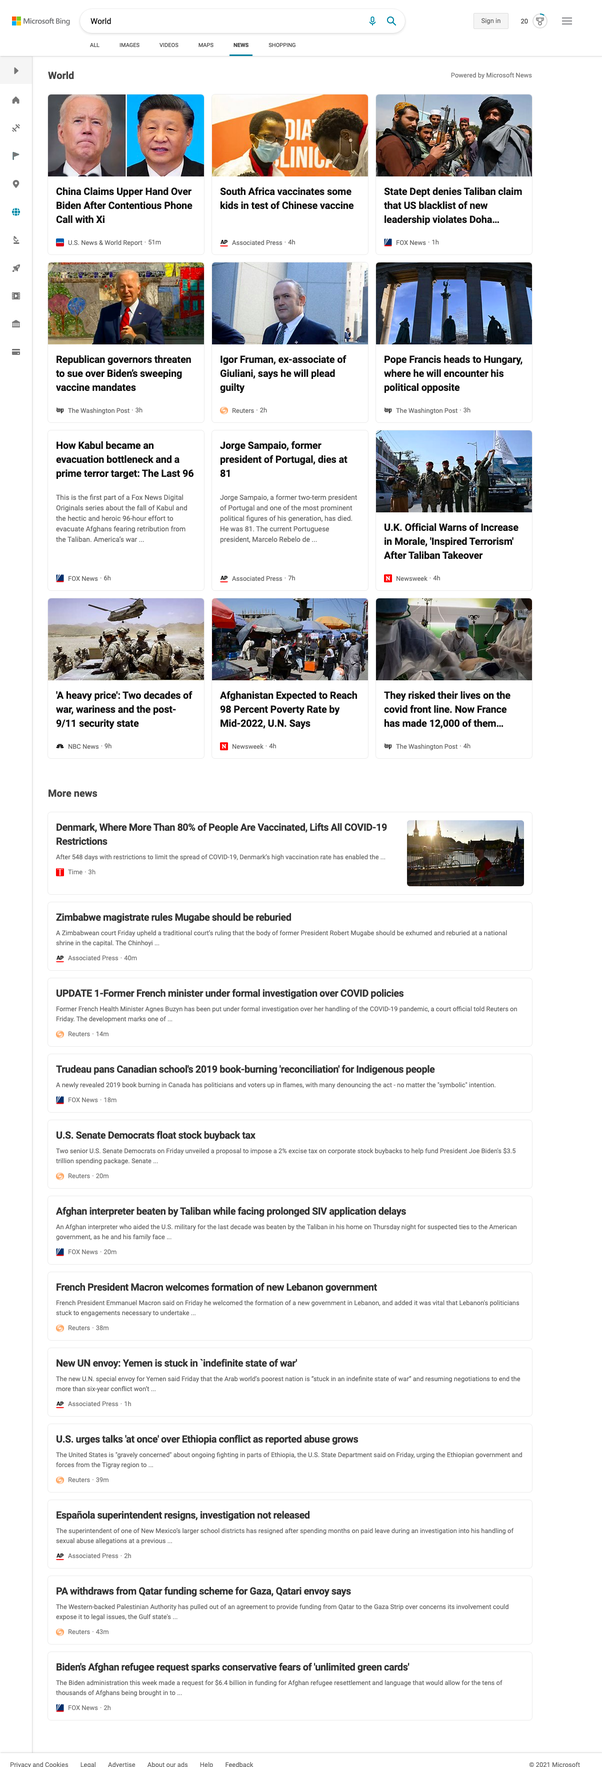 Microsoft Bing
World
Sign in
20
ALL IMAGES VIDEOS MAPS NEWS SHOPPING
World
Powered by Microsoft News
China Claims Upper Hand Over
Biden After Contentious Phone
Call with Xi
U.S. News & World Report · 51m
South Africa vaccinates some
kids in test of Chinese vaccine
AP Associated Press · 4h
State Dept denies Taliban claim
that US blacklist of new
leadership violates Doha...
FOX News · 1h
Republican governors threaten
to sue over Biden's sweeping
vaccine mandates
wp The Washington Post · 3h
Igor Fruman, ex-associate of
Giuliani, says he will plead
guilty
Reuters · 2h
Pope Francis heads to Hungary,
where he will encounter his
political opposite
wp The Washington Post · 3h
How Kabul became an
evacuation bottleneck and a
prime terror target: The Last 96
This is the first part of a Fox News Digital
Originals series about the fall of Kabul and
the hectic and heroic 96-hour effort to
evacuate Afghans fearing retribution from
the Taliban. America's war ...
FOX News · 6h
Jorge Sampaio, former
president of Portugal, dies at
81
Jorge Sampaio, a former two-term president
of Portugal and one of the most prominent
political figures of his generation, has died.
He was 81. The current Portuguese
president, Marcelo Rebelo de ...
AP Associated Press · 7h
U.K. Official Warns of Increase
in Morale, 'Inspired Terrorism'
After Taliban Takeover
N Newsweek · 4h
'A heavy price': Two decades of
war, wariness and the post-
9/11 security state
NBC News · 9h
Afghanistan Expected to Reach
98 Percent Poverty Rate by
Mid-2022, U.N. Says
N Newsweek · 4h
They risked their lives on the
covid front line. Now France
has made 12,000 of them...
wp The Washington Post · 4h
More news
Denmark, Where More Than 80% of People Are Vaccinated, Lifts All COVID-19
Restrictions
After 548 days with restrictions to limit the spread of COVID-19, Denmark's high vaccination rate has enabled the ...
T Time · 3h
Zimbabwe magistrate rules Mugabe should be reburied
A Zimbabwean court Friday upheld a traditional court's ruling that the body of former President Robert Mugabe should be exhumed and reburied at a national
shrine in the capital. The Chinhoyi ...
AP Associated Press · 40m
UPDATE 1-Former French minister under formal investigation over COVID policies
Former French Health Minister Agnes Buzyn has been put under formal investigation over her handling of the COVID-19 pandemic, a court official told Reuters on
Friday. The development marks one of ...
Reuters · 14m
Trudeau pans Canadian school's 2019 book-burning 'reconciliation' for Indigenous people
A newly revealed 2019 book burning in Canada has politicians and voters up in flames, with many denouncing the act - no matter the "symbolic" intention.
FOX News · 18m
U.S. Senate Democrats float stock buyback tax
Two senior U.S. Senate Democrats on Friday unveiled a proposal to impose a 2% excise tax on corporate stock buybacks to help fund President Joe Biden's $3.5
trillion spending package. Senate ...
Reuters · 20m
Afghan interpreter beaten by Taliban while facing prolonged SIV application delays
An Afghan interpreter who aided the U.S. military for the last decade was beaten by the Taliban in his home on Thursday night for suspected ties to the American
government, as he and his family face ...
FOX News · 20m
French President Macron welcomes formation of new Lebanon government
French President Emmanuel Macron said on Friday he welcomed the formation of a new government in Lebanon, and added it was vital that Lebanon's politicians
stuck to engagements necessary to undertake ...
Reuters · 38m
New UN envoy: Yemen is stuck in `indefinite state of war'
The new U.N. special envoy for Yemen said Friday that the Arab world's poorest nation is "stuck in an indefinite state of war" and resuming negotiations to end the
more than six-year conflict won't ...
AP Associated Press · 1h
U.S. urges talks 'at once' over Ethiopia conflict as reported abuse grows
The United States is "gravely concerned" about ongoing fighting in parts of Ethiopia, the U.S. State Department said on Friday, urging the Ethiopian government and
forces from the Tigray region to ...
Reuters · 39m
Española superintendent resigns, investigation not released
The superintendent of one of New Mexico's larger school districts has resigned after spending months on paid leave during an investigation into his handling of
sexual abuse allegations at a previous ...
AP Associated Press · 2h
PA withdraws from Qatar funding scheme for Gaza, Qatari envoy says
The Western-backed Palestinian Authority has pulled out of an agreement to provide funding from Qatar to the Gaza Strip over concerns its involvement could
expose it to legal issues, the Gulf state's ...
Reuters · 43m
Biden's Afghan refugee request sparks conservative fears of 'unlimited green cards'
The Biden administration this week made a request for $6.4 billion in funding for Afghan refugee resettlement and language that would allow for the tens of
thousands of Afghans being brought in to ...
FOX News · 2h
Privacy and Cookies Legal Advertise About our ads Help Feedback
© 2021 Microsoft